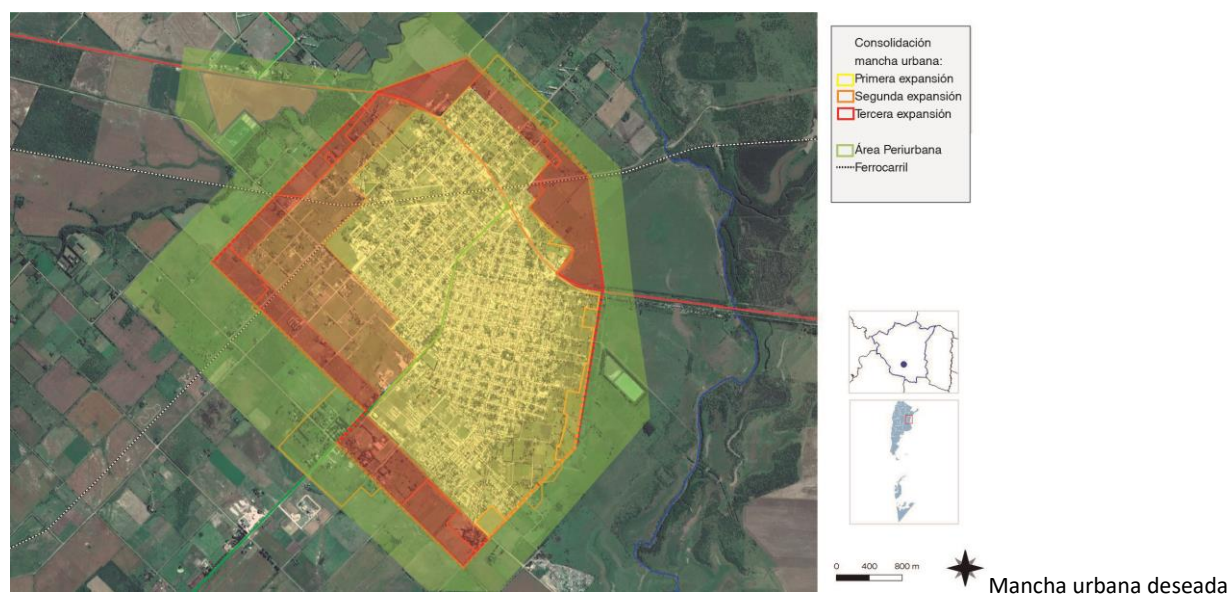 Consolidación
mancha urbana:
Primera expansión
Segunda expansión
Tercera expansión
Área Periurbana
Ferrocarril
0 400 800 m
Mancha urbana deseada